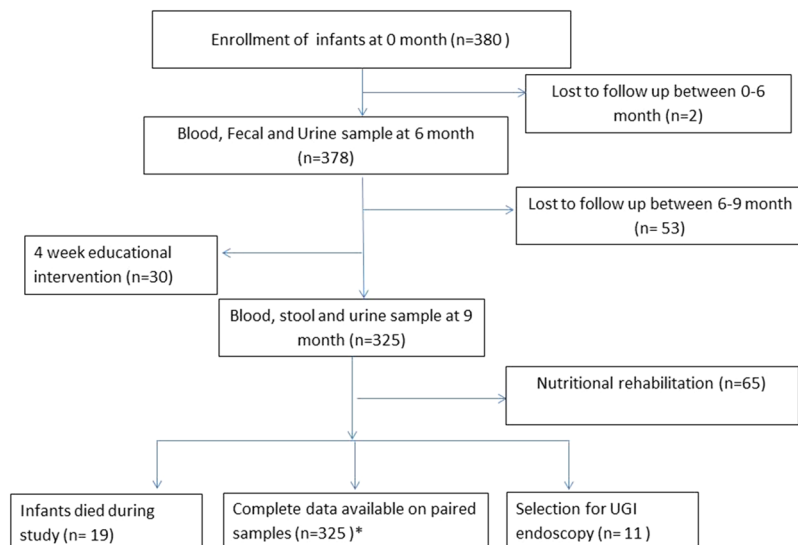 Enrollment of infants at 0 month (n=380 )
Lost to follow up between 0-6
month (n=2)
Blood, Fecal and Urine sample at 6 month
(n=378)
Lost to follow up between 6-9 month
(n= 53)
4 week educational
intervention (n=30)
Blood, stool and urine sample at 9
month (n=325)
Nutritional rehabilitation (n=65)
Infants died during
study (n= 19)
Complete data available on paired
samples (n=325 )*
Selection for UGI
endoscopy (n= 11 )